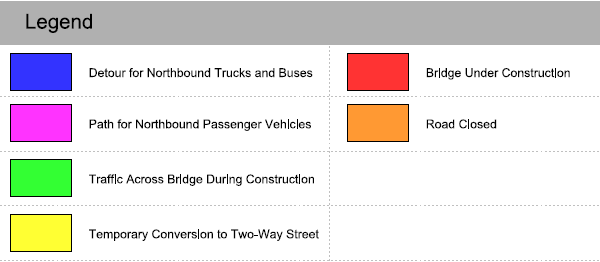 Legend
Detour for Northbound Trucks and Buses
Bridge Under Construction
Path for Northbound Passenger Vehicles
Road Closed
Traffic Across Bridge During Construction
Temporary Conversion to Two-Way Street